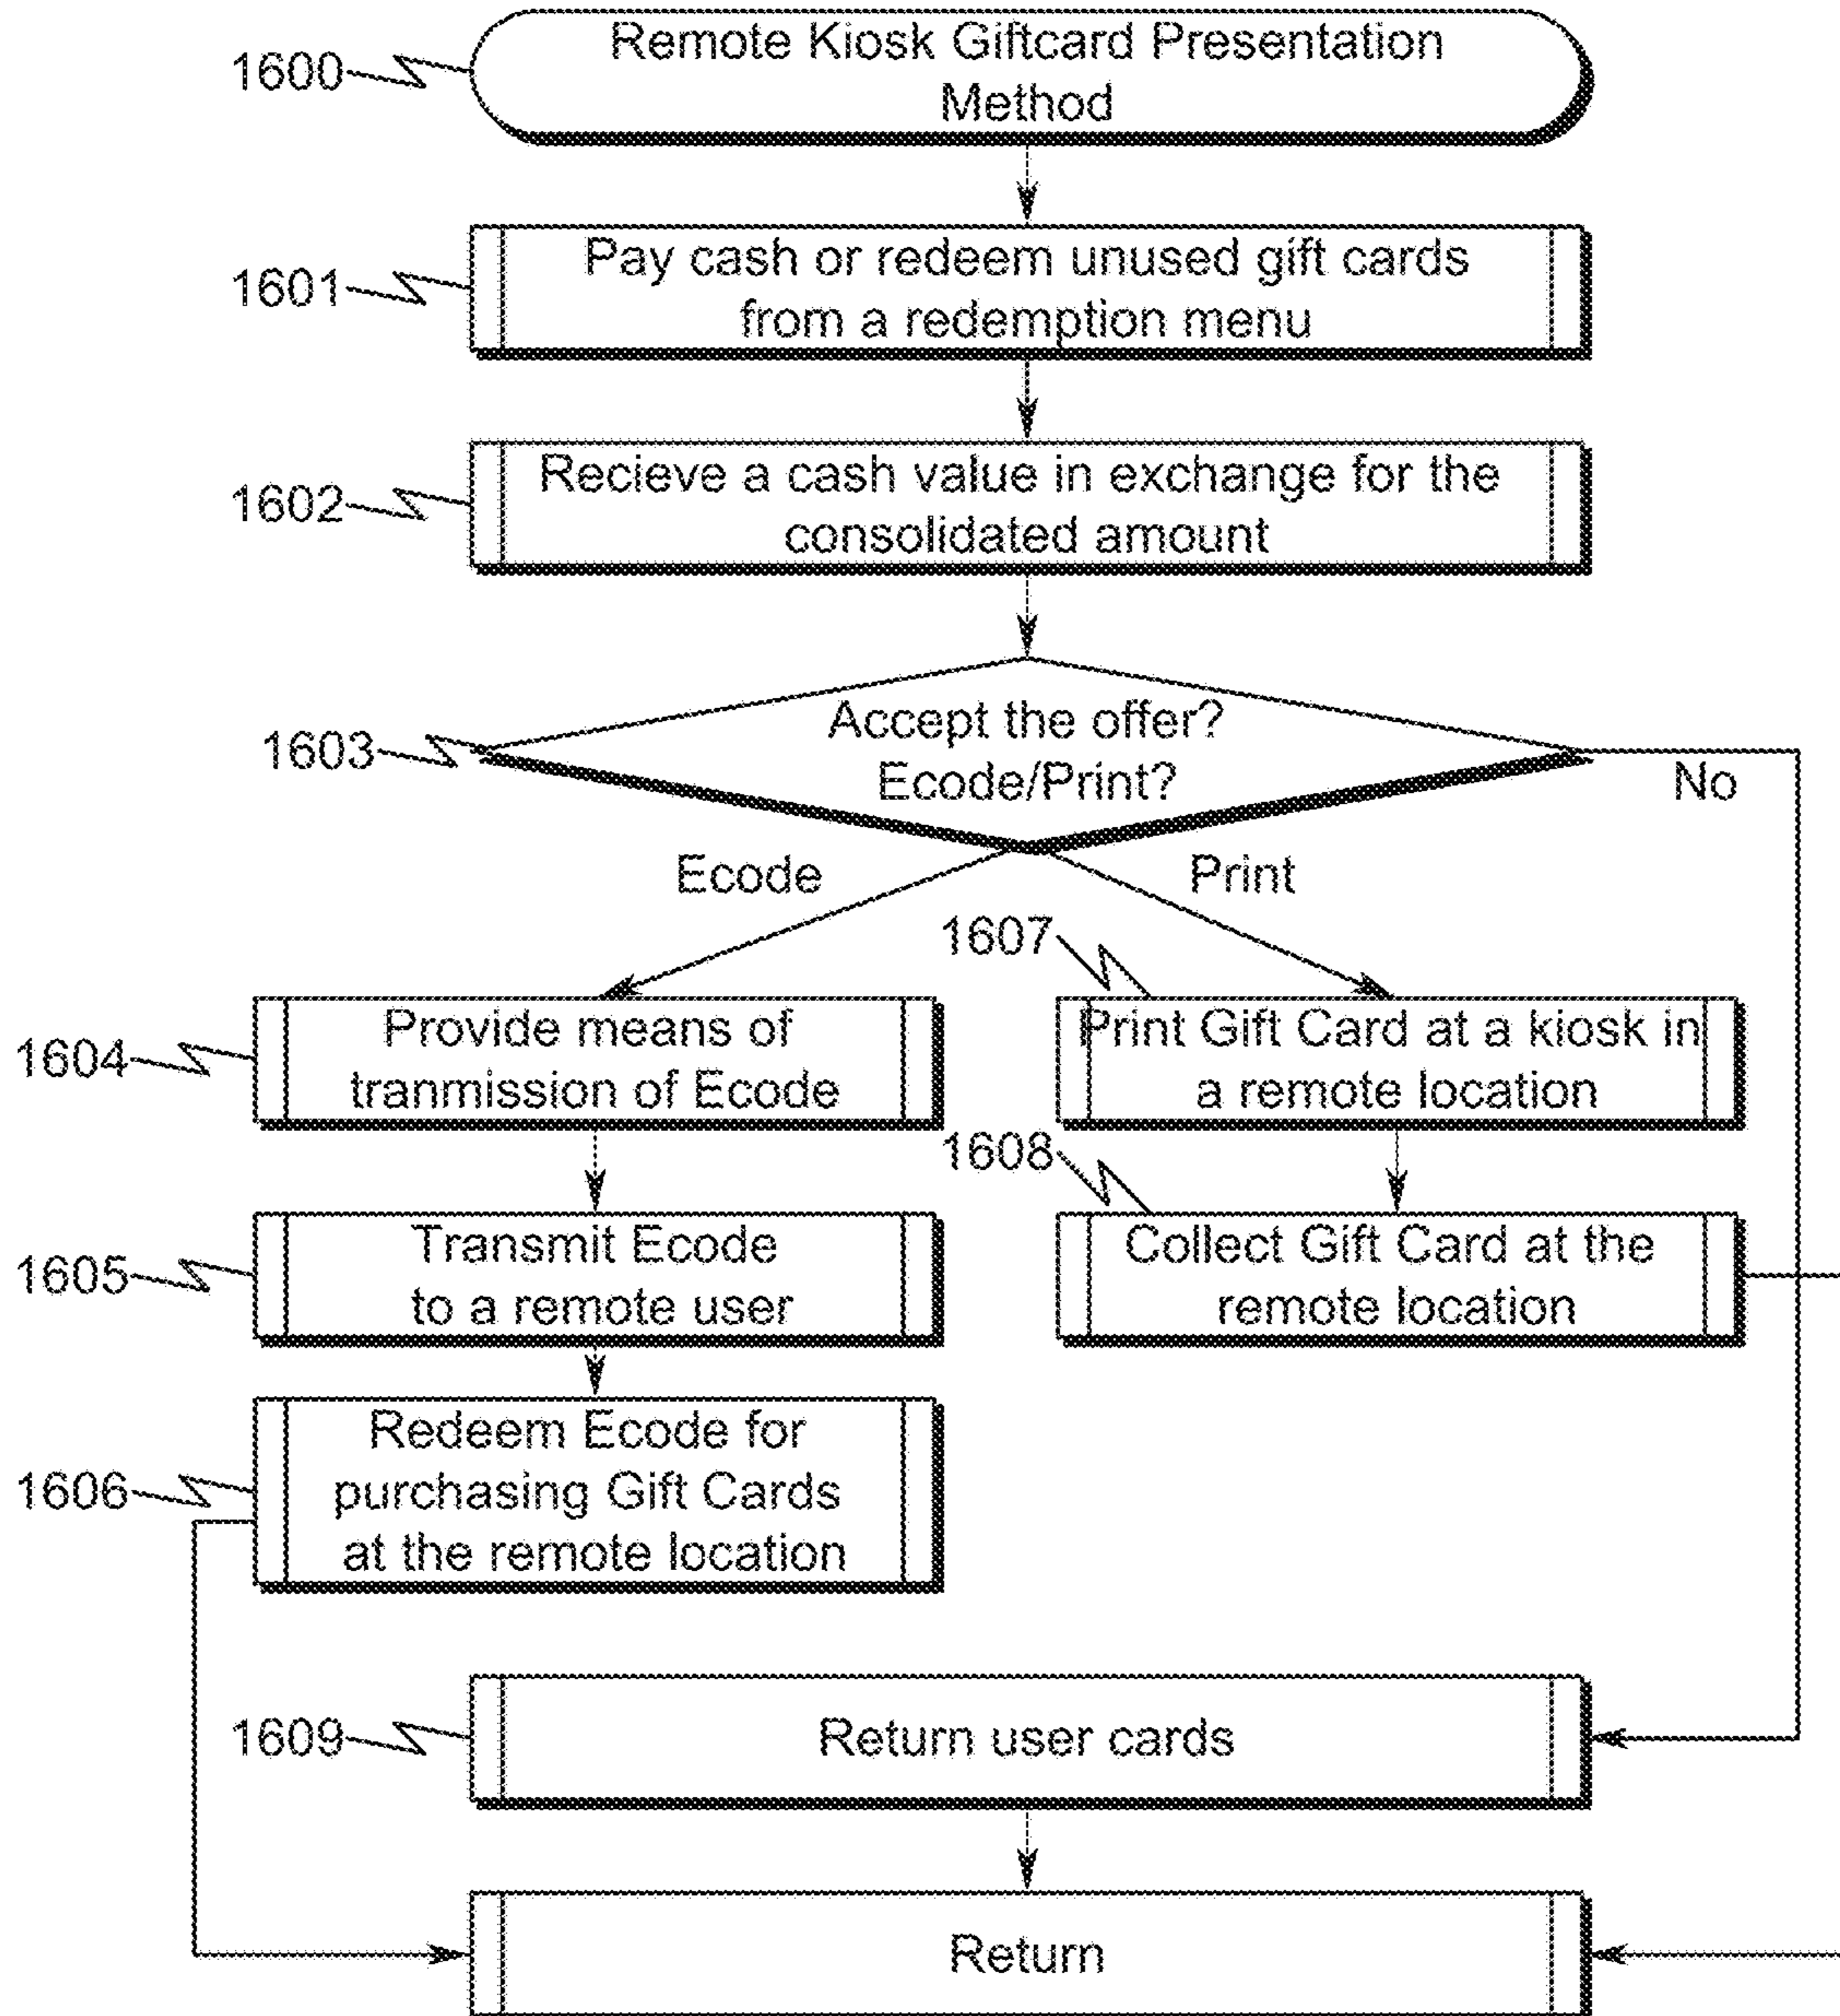 1600
Remote Kiosk Giftcard Presentation
Method
1601
Pay cash or redeem unused gift cards
from a redemption menu
1602
Recieve a cash value in exchange for the
consolidated amount
1603
Accept the offer?
Ecode/Print?
No
Ecode
Print
1604
Provide means of
tranmission of Ecode
1607
Print Gift Card at a kiosk in
a remote location
1605
Transmit Ecode
to a remote user
1608
Collect Gift Card at the
remote location
1606
Redeem Ecode for
purchasing Gift Cards
at the remote location
1609
Return user cards
Return